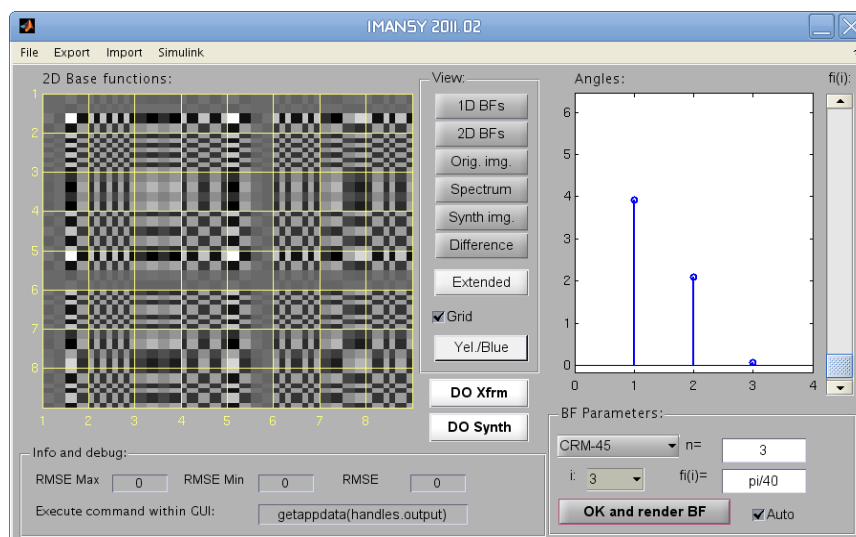 IMANSY 2011.02
File Export Import Simulink
2D Base functions:
1
2
3
4
5
6
7
8
1 2 3 4 5 6 7 8
View:
1D BFs
2D BFs
Orig. img.
Spectrum
Synth img.
Difference
Extended
Grid
Yel./Blue
DO Xfrm
DO Synth
Angles:
fi(i):
6
5
4
3
2
1
0
0 1 2 3 4
BF Parameters:
CRM-45 n= 3
i: 3 fi(i)= pi/40
OK and render BF Auto
Info and debug:
RMSE Max 0 RMSE Min 0 RMSE 0
Execute command within GUI: getappdata(handles.output)